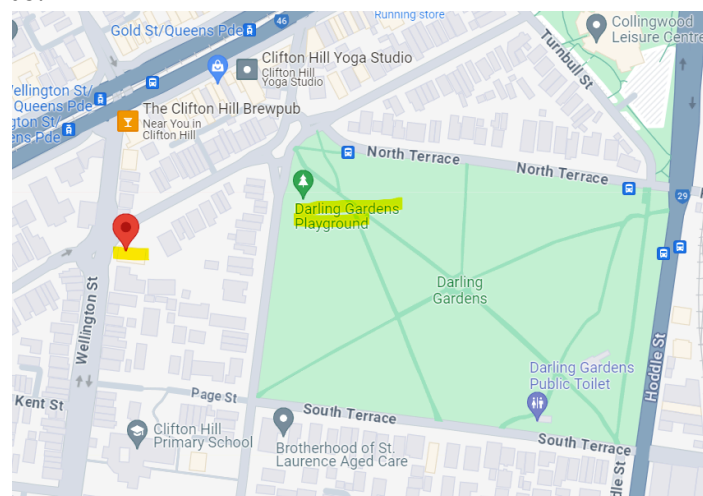 Running store
Gold St/Queens Pde
46
Collingwood
Leisure Centre
Turnbull St
Clifton Hill Yoga Studio
Clifton Hill
Yoga Studio
Wellington St/
Queens Pde
The Clifton Hill Brewpub
Near You in
Clifton Hill
North Terrace
North Terrace
29
Darling Gardens
Playground
Darling
Gardens
Wellington St
Hoddle St
Darling Gardens
Public Toilet
Page St
Kent St
South Terrace
Clifton Hill
Primary School
Brotherhood of St.
Laurence Aged Care
South Terrace